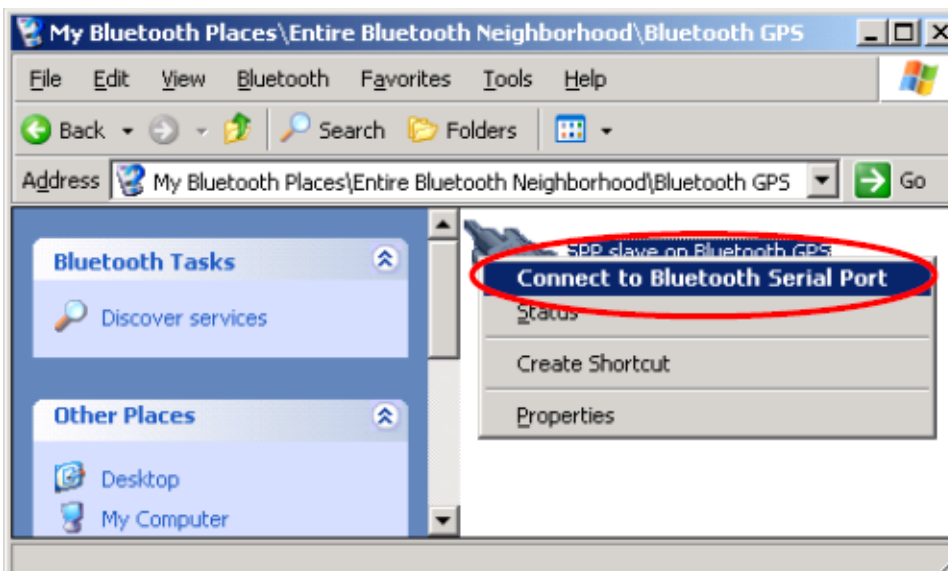 My Bluetooth Places\Entire Bluetooth Neighborhood\Bluetooth GPS
File Edit View Bluetooth Favorites Tools Help
Back Search Folders
Address My Bluetooth Places\Entire Bluetooth Neighborhood\Bluetooth GPS Go
Bluetooth Tasks
Discover services
Other Places
Desktop
My Computer
SPP slave on Bluetooth GPS
Connect to Bluetooth Serial Port
Status
Create Shortcut
Properties